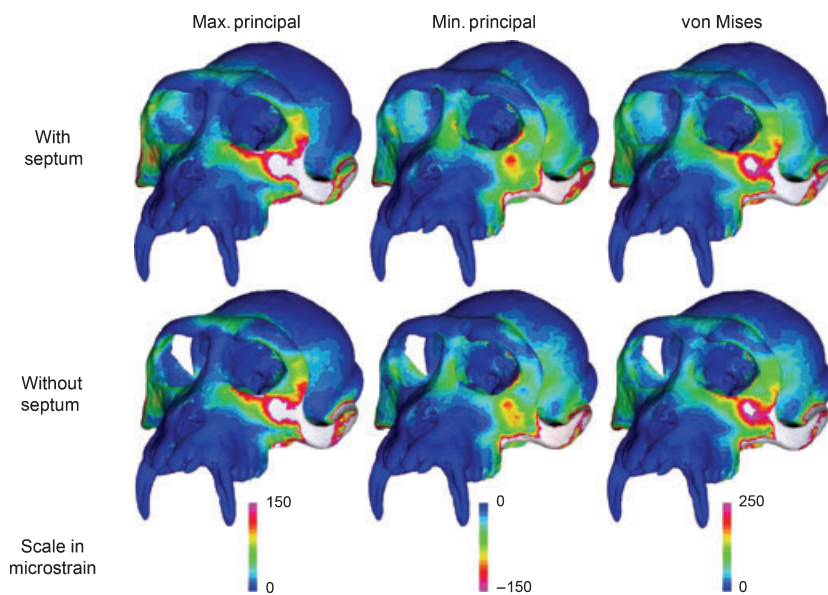 Max. principal
Min. principal
von Mises
With
septum
Without
septum
Scale in
microstrain
150
0
0
–150
250
0